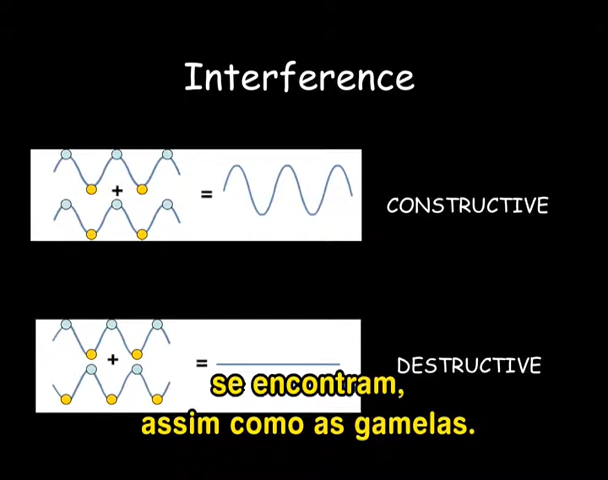 Interference
+
=
CONSTRUCTIVE
+
=
DESTRUCTIVE
se encontram,
assim como as gamelas.